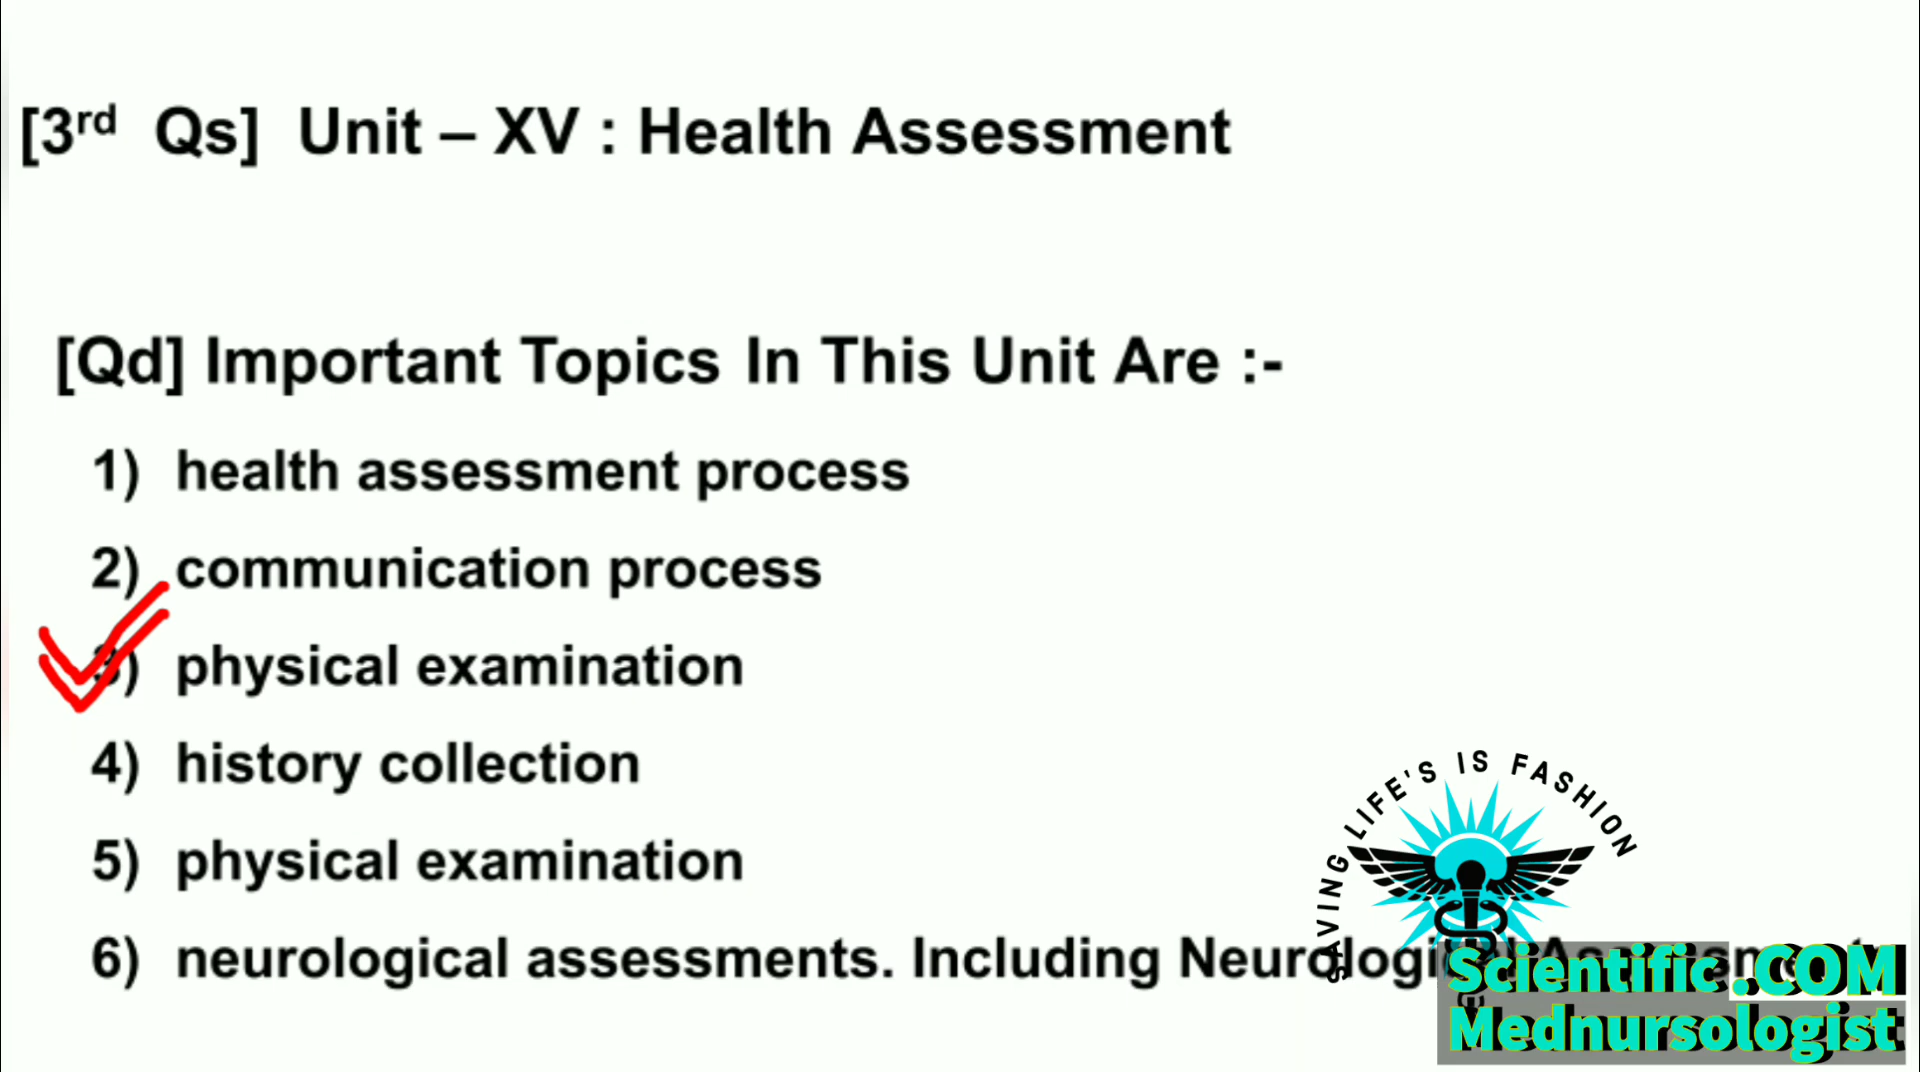 [3rd Qs] Unit – XV : Health Assessment
[Qd] Important Topics In This Unit Are :-
1) health assessment process
2) communication process
3) physical examination
4) history collection
5) physical examination
6) neurological assessments. Including
SAVING LIFE'S IS FASHION
Scientific .COM
Mednursologist